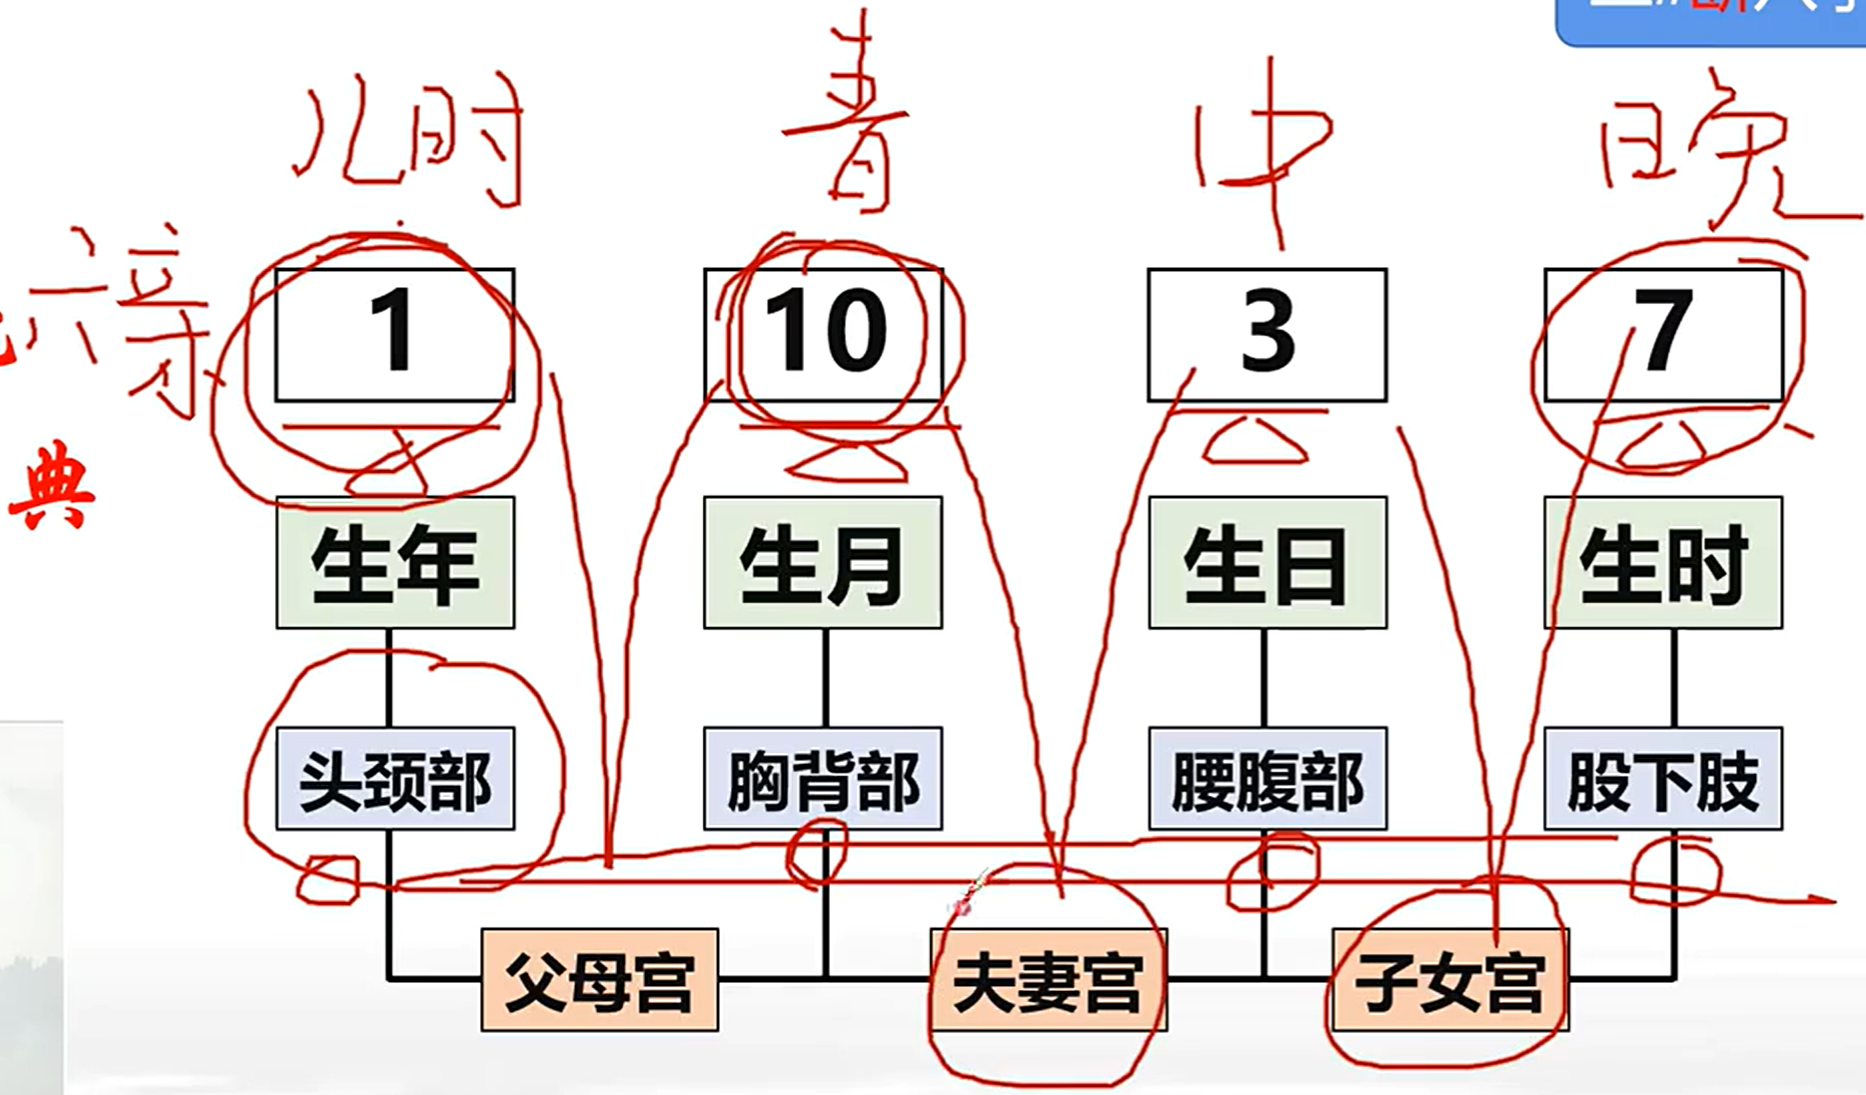 断
儿时 青 中 晚
六亲
1 10 3 7
典
生年 生月 生日 生时
头颈部 胸背部 腰腹部 股下肢
父母宫 夫妻宫 子女宫